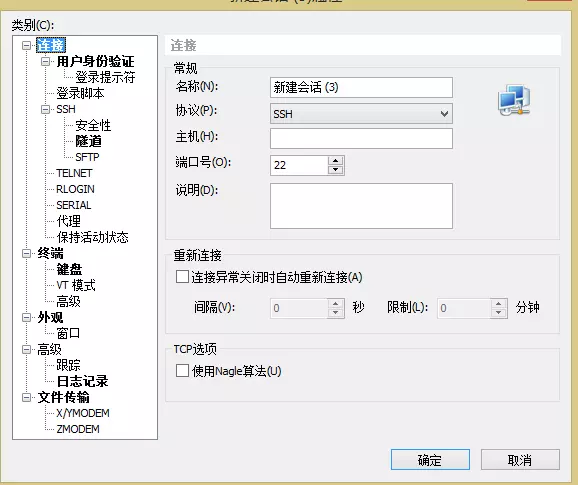 类别(C):
连接
用户身份验证
登录提示符
登录脚本
SSH
安全性
隧道
SFTP
TELNET
RLOGIN
SERIAL
代理
保持活动状态
终端
键盘
VT 模式
高级
外观
窗口
高级
跟踪
日志记录
文件传输
X/YMODEM
ZMODEM
连接
常规
名称(N): 新建会话 (3)
协议(P): SSH
主机(H):
端口号(O): 22
说明(D):
重新连接
连接异常关闭时自动重新连接(A)
间隔(V): 0 秒 限制(L): 0 分钟
TCP选项
使用Nagle算法(U)
确定 取消